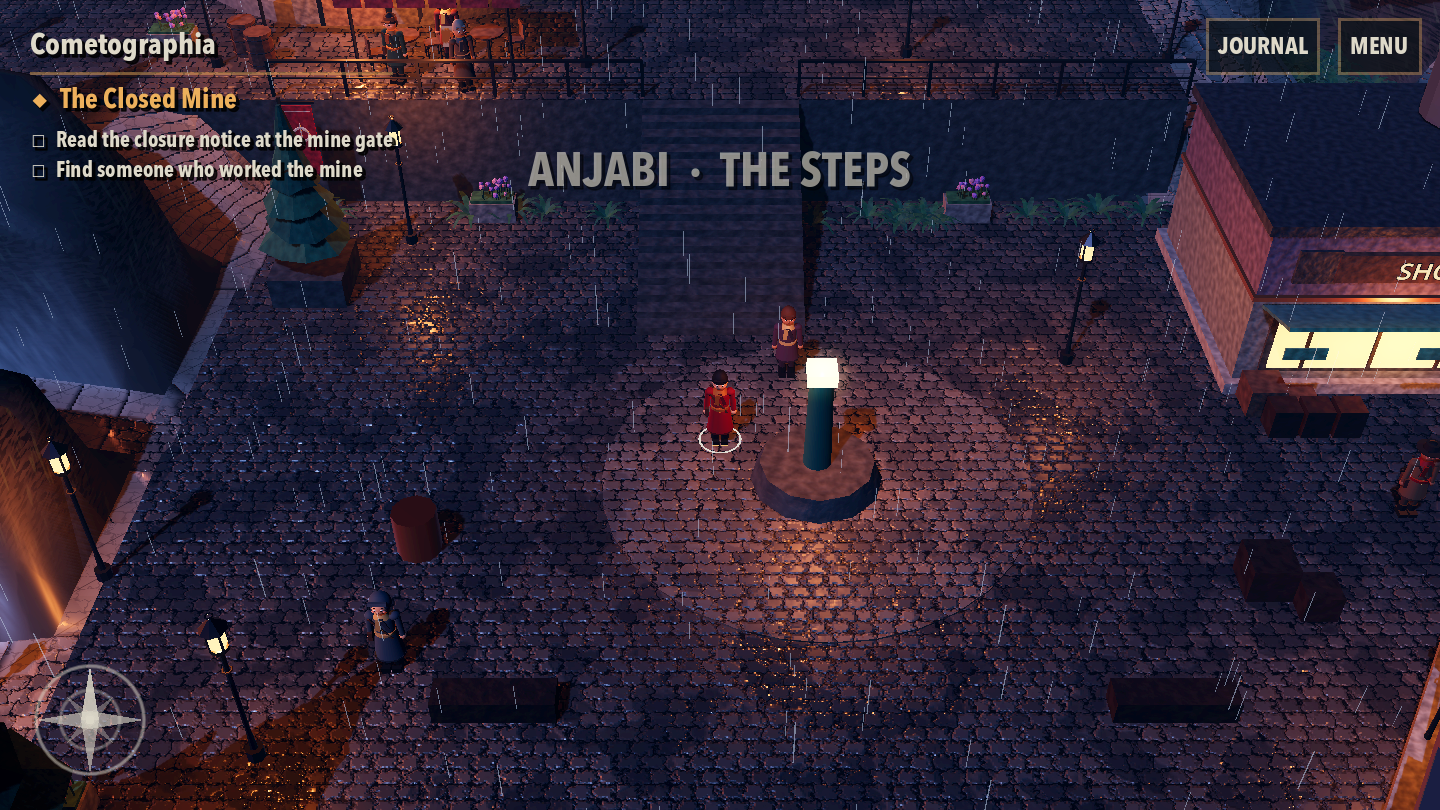 Cometographia
JOURNAL
MENU
The Closed Mine
Read the closure notice at the mine gate
Find someone who worked the mine
ANJABI · THE STEPS